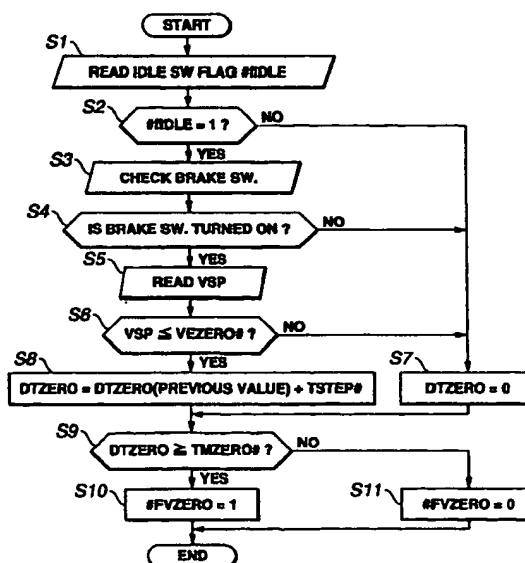 START
S1
READ IDLE SW FLAG #fIDLE
S2
#fIDLE = 1 ?
NO
YES
S3
CHECK BRAKE SW.
S4
IS BRAKE SW. TURNED ON ?
NO
YES
S5
READ VSP
S6
VSP ≦ VEZERO# ?
NO
YES
S8
DTZERO = DTZERO(PREVIOUS VALUE) + TSTEP#
S7
DTZERO = 0
S9
DTZERO ≧ TMZERO# ?
NO
YES
S10
#FVZERO = 1
S11
#FVZERO = 0
END